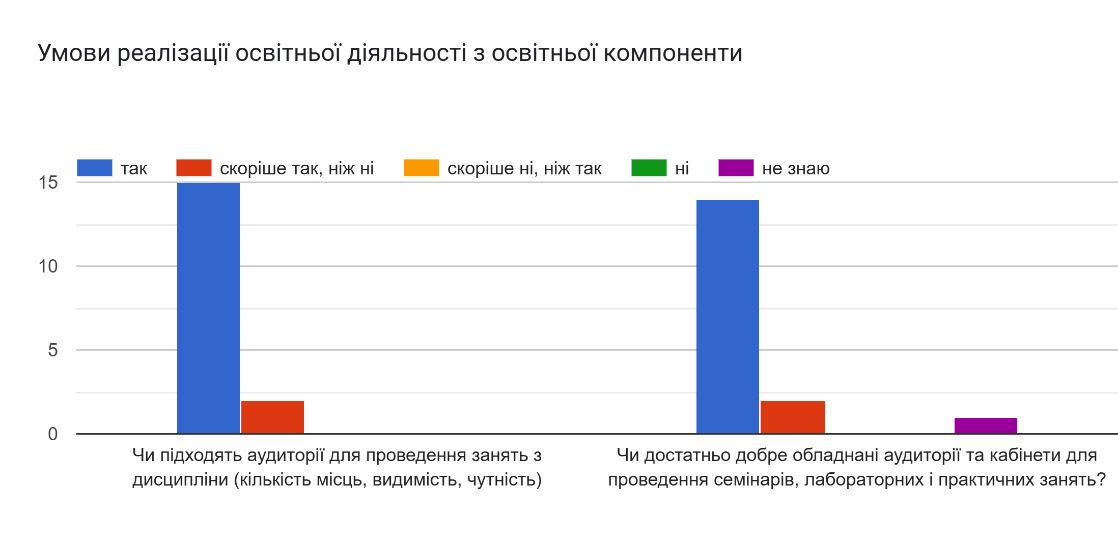 Умови реалізації освітньої діяльності з освітньої компоненти
так
скоріше так, ніж ні
скоріше ні, ніж так
ні
не знаю
15
10
5
0
Чи підходять аудиторії для проведення занять з
дисципліни (кількість місць, видимість, чутність)
Чи достатньо добре обладнані аудиторії та кабінети для
проведення семінарів, лабораторних і практичних занять?